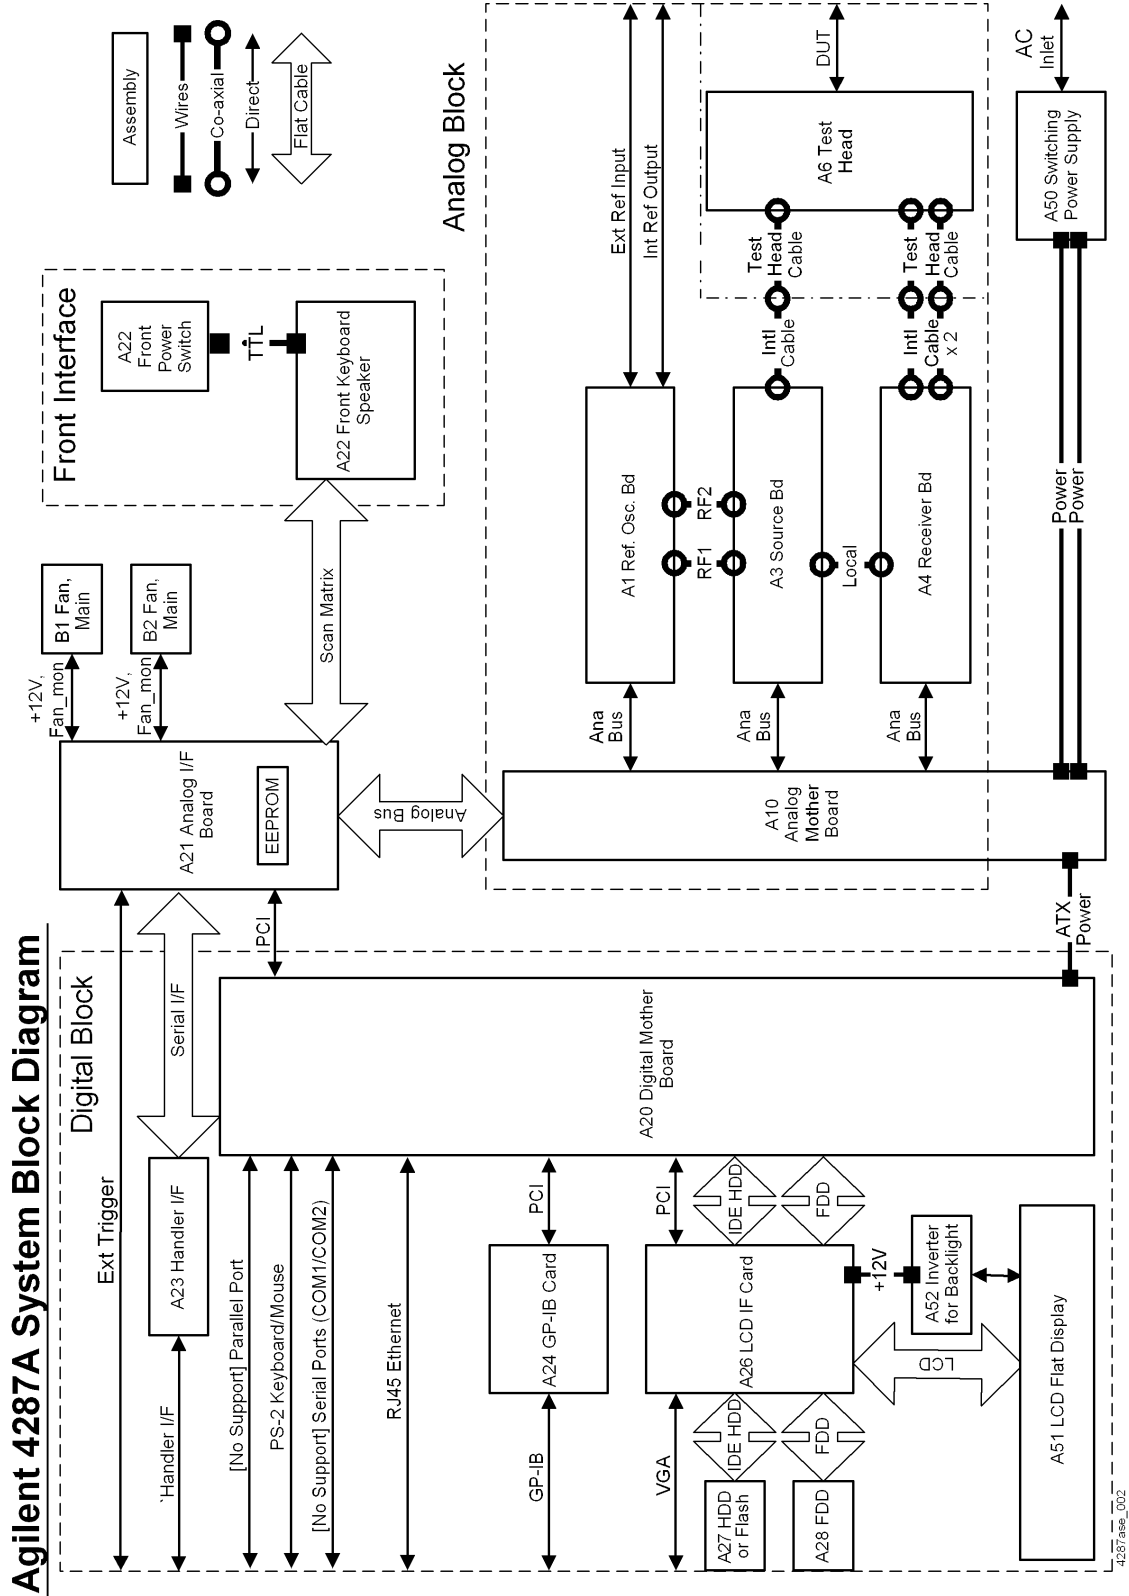 Agilent 4287A System Block Diagram
Digital Block
Ext Trigger
`Handler I/F
A23 Handler I/F
Serial I/F
[No Support] Parallel Port
PS-2 Keyboard/Mouse
[No Support] Serial Ports (COM1/COM2)
RJ45 Ethernet
GP-IB
A24 GP-IB Card
PCI
VGA
A26 LCD IF Card
PCI
IDE HDD
FDD
IDE HDD
FDD
A27 HDD
or Flash
A28 FDD
+12V
A52 Inverter
for Backlight
LCD
A51 LCD Flat Display
A20 Digital Mother
Board
PCI
ATX
Power
A21 Analog I/F
Board
EEPROM
+12V,
Fan_mon
+12V,
Fan_mon
B1 Fan,
Main
B2 Fan,
Main
Scan Matrix
Analog Bus
Front Interface
A22
Front
Power
Switch
TTL
A22 Front Keyboard
Speaker
Assembly
Wires
Co-axial
Direct
Flat Cable
Analog Block
A10
Analog
Mother
Board
Ana
Bus
Ana
Bus
Ana
Bus
A1 Ref. Osc. Bd
RF1
RF2
A3 Source Bd
Local
A4 Receiver Bd
Ext Ref Input
Int Ref Output
Intl
Cable
Test
Head
Cable
Intl
Cable
x 2
Test
Head
Cable
A6 Test
Head
DUT
Power
Power
A50 Switching
Power Supply
AC
Inlet
4287ase_002